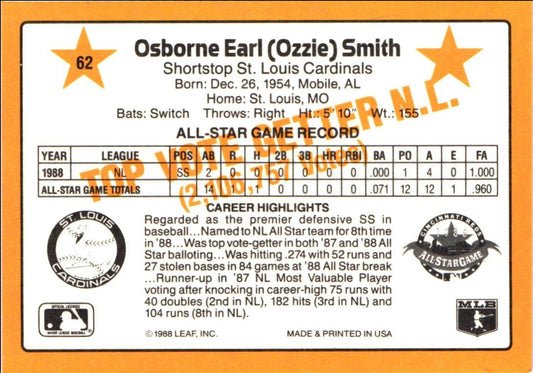 62
Osborne Earl (Ozzie) Smith
Shortstop St. Louis Cardinals
Born: Dec. 26, 1954, Mobile, AL
Home: St. Louis, MO
Bats: Switch Throws: Right Ht.: 5' 10" Wt.: 155
TOP VOTE GETTER N.L.
(2,106,757 Votes)
ALL-STAR GAME RECORD
YEAR LEAGUE POS AB R H 2B 3B HR RBI BA PO A E FA
1988 NL SS 2 0 0 0 0 0 0 .000 1 4 0 1.000
ALL-STAR GAME TOTALS 14 1 1 0 0 0 0 .071 12 12 1 .960
CAREER HIGHLIGHTS
Regarded as the premier defensive SS in
baseball...Named to NL All Star team for 8th time
in '88...Was top vote-getter in both '87 and '88 All
Star balloting...Was hitting .274 with 52 runs and
27 stolen bases in 84 games at '88 All Star break
...Runner-up in '87 NL Most Valuable Player
voting after knocking in career-high 75 runs with
40 doubles (2nd in NL), 182 hits (3rd in NL) and
104 runs (8th in NL).
ST. LOUIS
CARDINALS
CINCINNATI REDS
ALL STAR GAME
MLB
© 1988 LEAF, INC. MADE & PRINTED IN USA